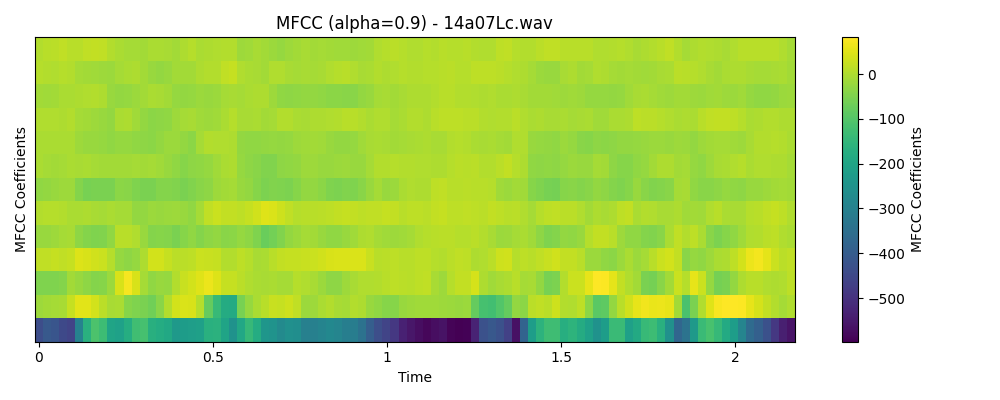 MFCC (alpha=0.9) - 14a07Lc.wav
MFCC Coefficients
0
0.5
1
1.5
2
Time
0
−100
−200
−300
−400
−500
MFCC Coefficients